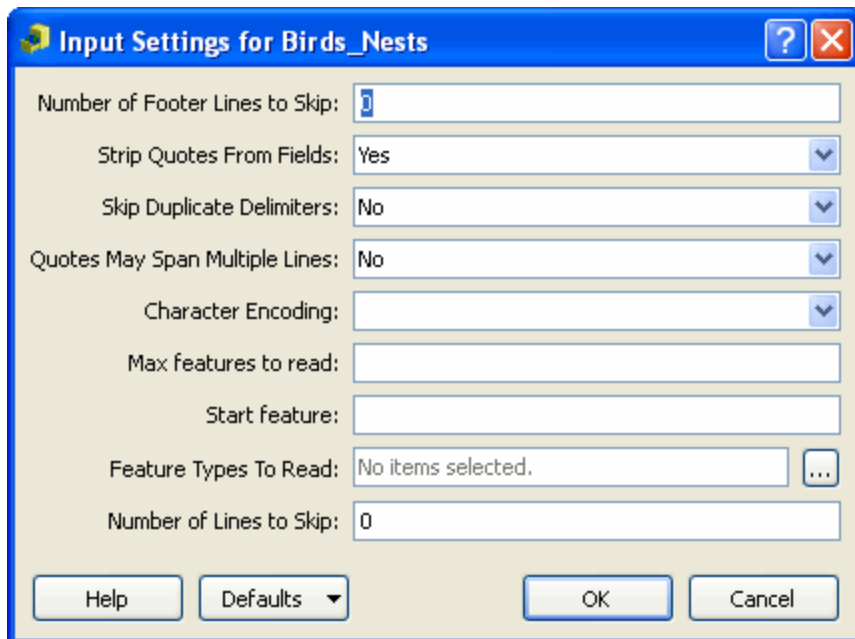 Input Settings for Birds_Nests
Number of Footer Lines to Skip: 0
Strip Quotes From Fields: Yes
Skip Duplicate Delimiters: No
Quotes May Span Multiple Lines: No
Character Encoding:
Max features to read:
Start feature:
Feature Types To Read: No items selected. ...
Number of Lines to Skip: 0
Help Defaults OK Cancel